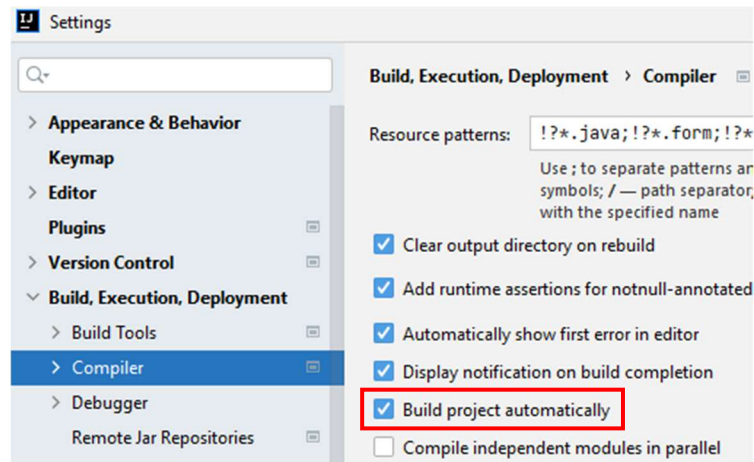 Settings
Appearance & Behavior
Keymap
Editor
Plugins
Version Control
Build, Execution, Deployment
Build Tools
Compiler
Debugger
Remote Jar Repositories
Build, Execution, Deployment › Compiler
Resource patterns: !?*.java;!?*.form;!?*
Use ; to separate patterns an
symbols; / — path separator;
with the specified name
Clear output directory on rebuild
Add runtime assertions for notnull-annotated
Automatically show first error in editor
Display notification on build completion
Build project automatically
Compile independent modules in parallel